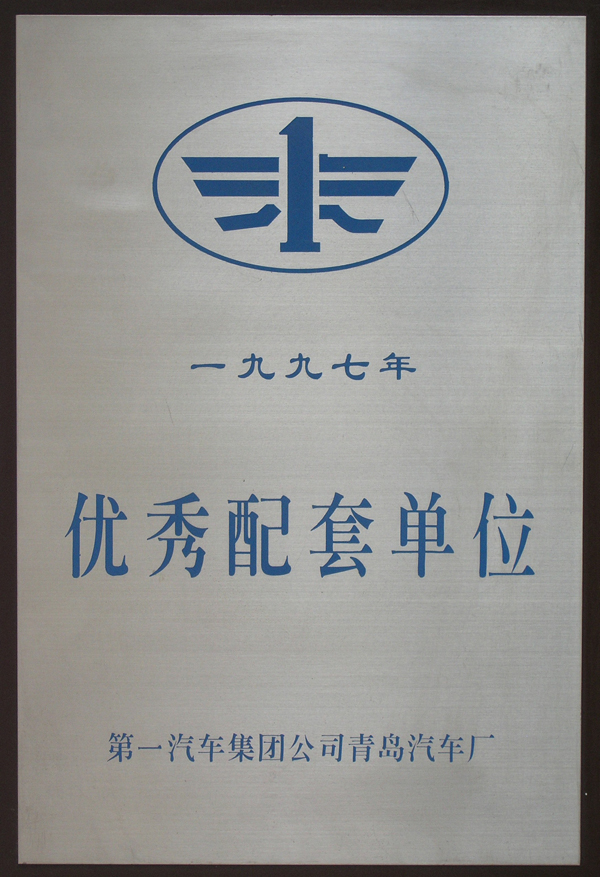 一九九七年
优秀配套单位
第一汽车集团公司青岛汽车厂